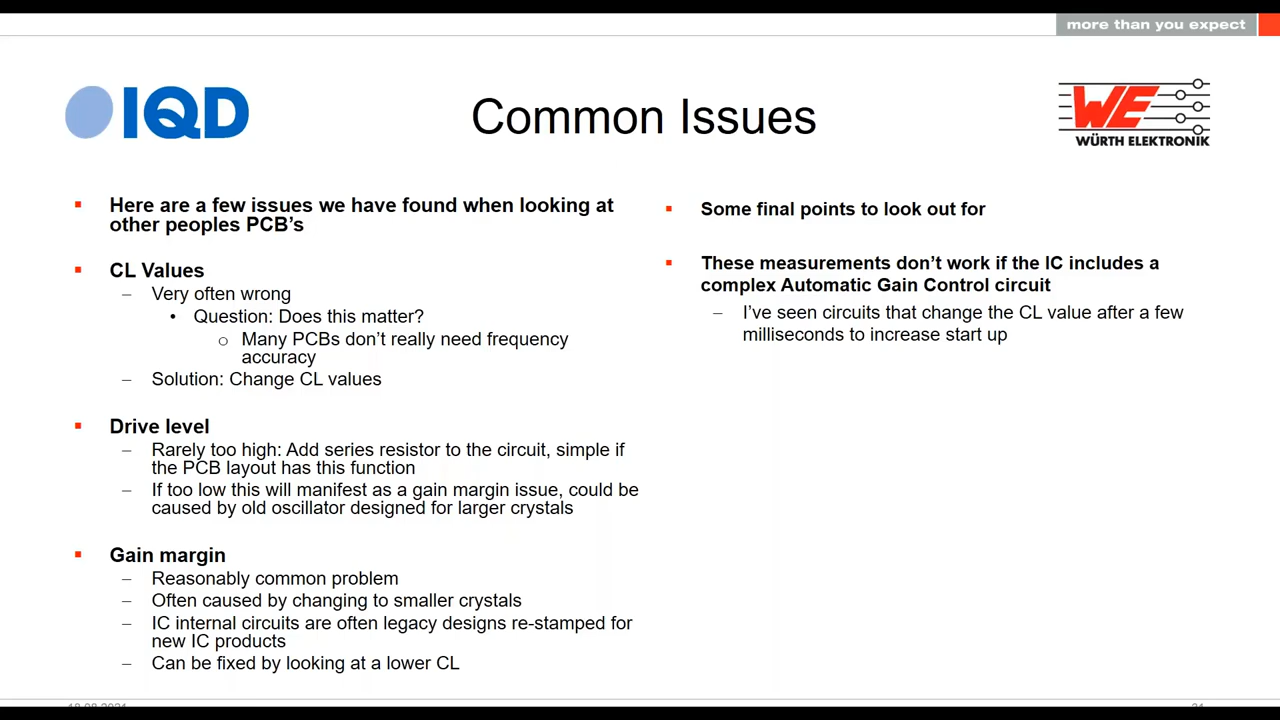 more than you expect
IQD
Common Issues
WE
WÜRTH ELEKTRONIK
Here are a few issues we have found when looking at
other peoples PCB’s
CL Values
– Very often wrong
• Question: Does this matter?
o Many PCBs don’t really need frequency
accuracy
– Solution: Change CL values
Drive level
– Rarely too high: Add series resistor to the circuit, simple if
the PCB layout has this function
– If too low this will manifest as a gain margin issue, could be
caused by old oscillator designed for larger crystals
Gain margin
– Reasonably common problem
– Often caused by changing to smaller crystals
– IC internal circuits are often legacy designs re-stamped for
new IC products
– Can be fixed by looking at a lower CL
Some final points to look out for
These measurements don’t work if the IC includes a
complex Automatic Gain Control circuit
– I’ve seen circuits that change the CL value after a few
milliseconds to increase start up